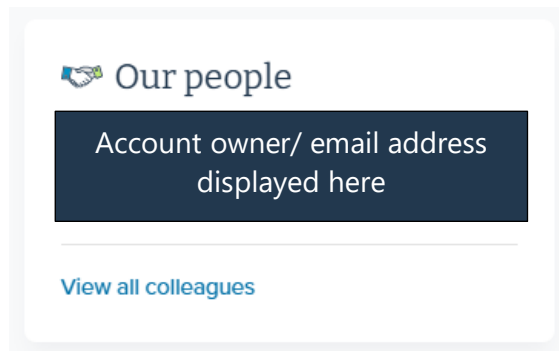 Our people
Account owner/ email address
displayed here
View all colleagues